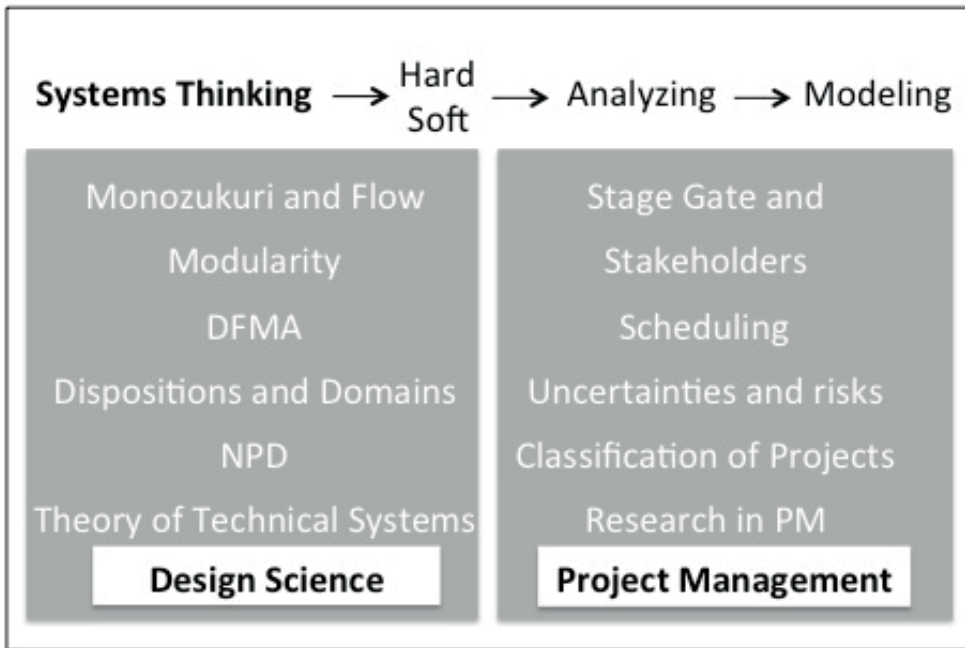 Systems Thinking → Hard Soft → Analyzing → Modeling
Monozukuri and Flow
Modularity
DFMA
Dispositions and Domains
NPD
Theory of Technical Systems
Design Science
Stage Gate and
Stakeholders
Scheduling
Uncertainties and risks
Classification of Projects
Research in PM
Project Management